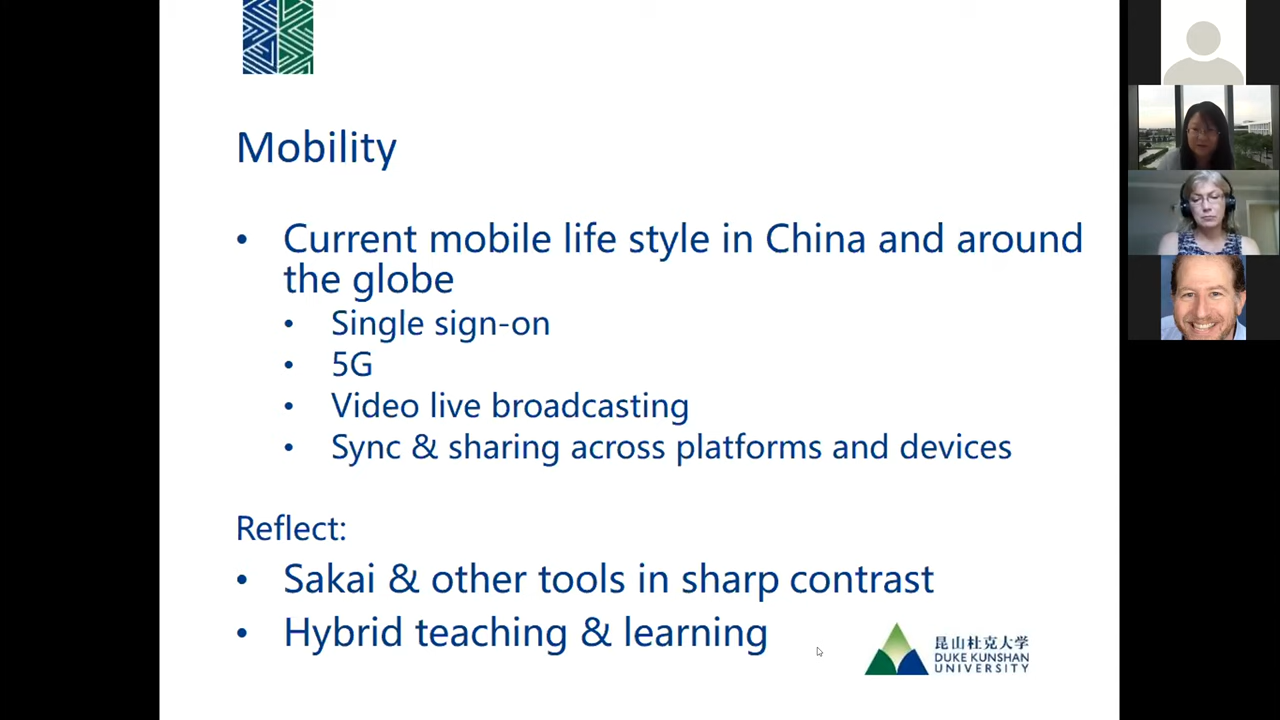 Mobility
• Current mobile life style in China and around
the globe
• Single sign-on
• 5G
• Video live broadcasting
• Sync & sharing across platforms and devices
Reflect:
• Sakai & other tools in sharp contrast
• Hybrid teaching & learning
昆山杜克大学
DUKE KUNSHAN
UNIVERSITY